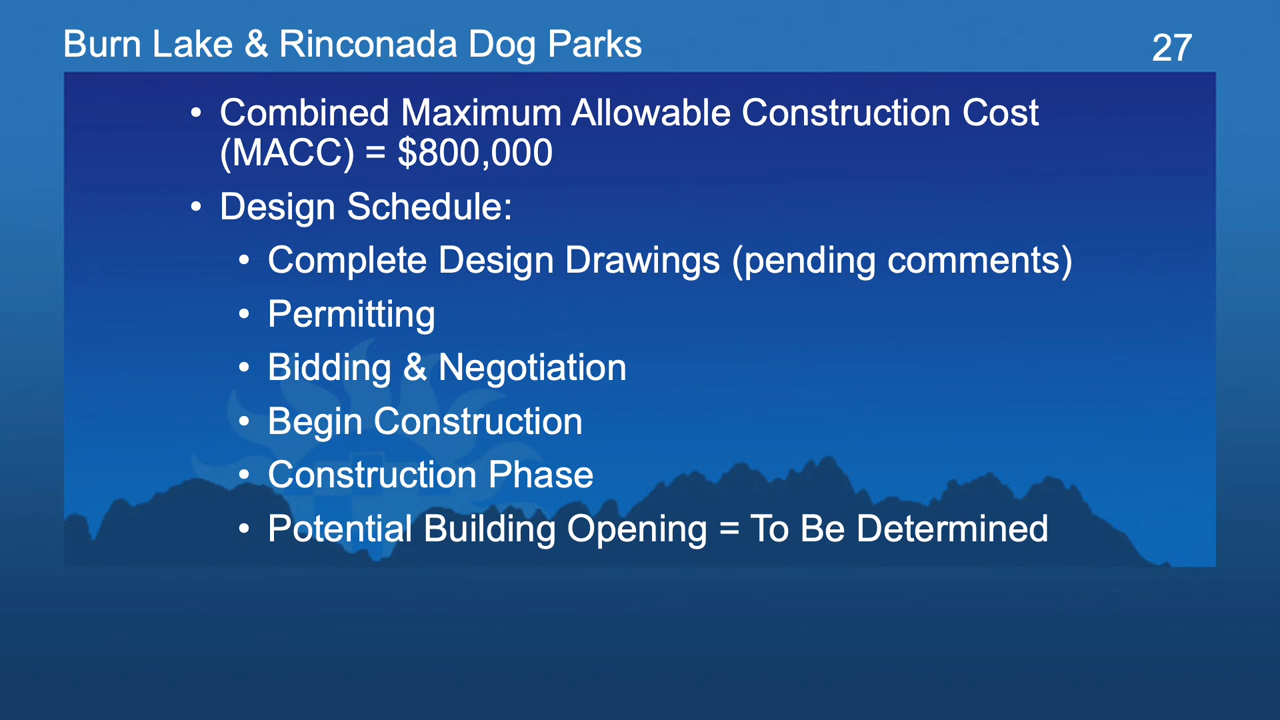 Burn Lake & Rinconada Dog Parks
27
• Combined Maximum Allowable Construction Cost
(MACC) = $800,000
• Design Schedule:
• Complete Design Drawings (pending comments)
• Permitting
• Bidding & Negotiation
• Begin Construction
• Construction Phase
• Potential Building Opening = To Be Determined